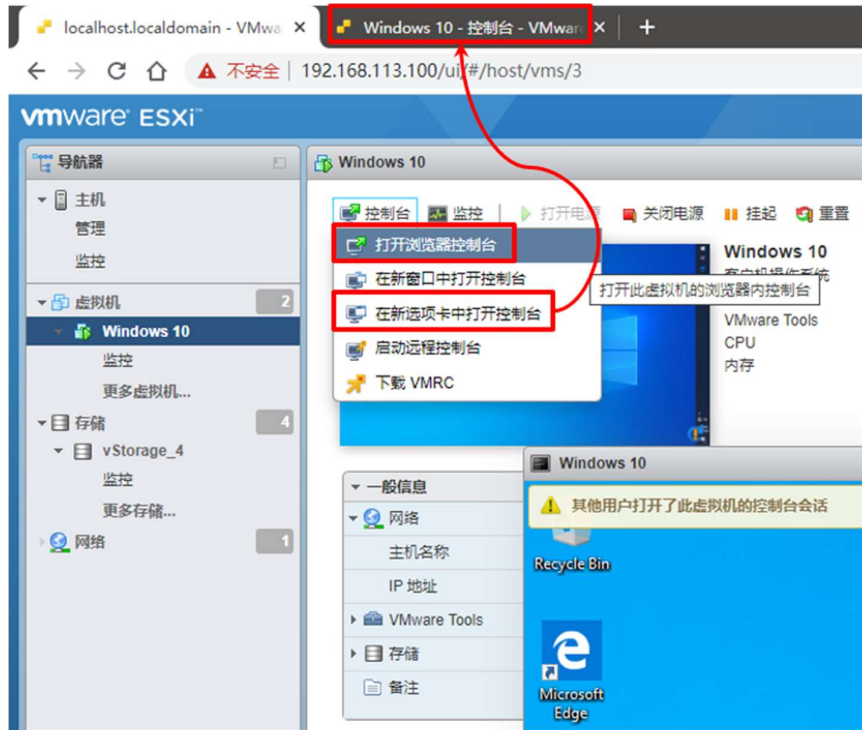 localhost.localdomain - VMwa
Windows 10 - 控制台 - VMwar
不安全
192.168.113.100/ui/#/host/vms/3
vmware ESXi™
导航器
主机
管理
监控
虚拟机
2
Windows 10
监控
更多虚拟机...
存储
4
vStorage_4
监控
更多存储...
网络
1
Windows 10
控制台
监控
打开电源
关闭电源
挂起
重置
打开浏览器控制台
在新窗口中打开控制台
在新选项卡中打开控制台
启动远程控制台
下载 VMRC
Windows 10
客户机操作系统
打开此虚拟机的浏览器内控制台
VMware Tools
CPU
内存
一般信息
网络
主机名称
IP 地址
VMware Tools
存储
备注
Windows 10
其他用户打开了此虚拟机的控制台会话
Recycle Bin
Microsoft
Edge